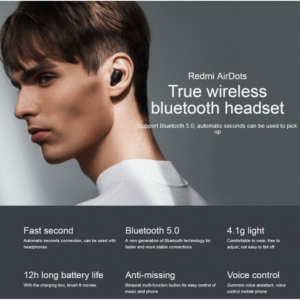 Redmi AirDots
True wireless
bluetooth headset
Support Bluetooth 5.0, automatic seconds can be used to pick
up
Fast second
Bluetooth 5.0
4.1g light
Automatic seconds connection, can be used with
headphones
A new generation of Bluetooth technology for
faster and more stable connections
Comfortable to wear, free to
adjust, not easy to fall off
12h long battery life
Anti-missing
Voice control
With the charging box, brush 6 movies
Binaural multi-function button for easy control of
music and phone
Summon voice assistant, voice
control mobile phone